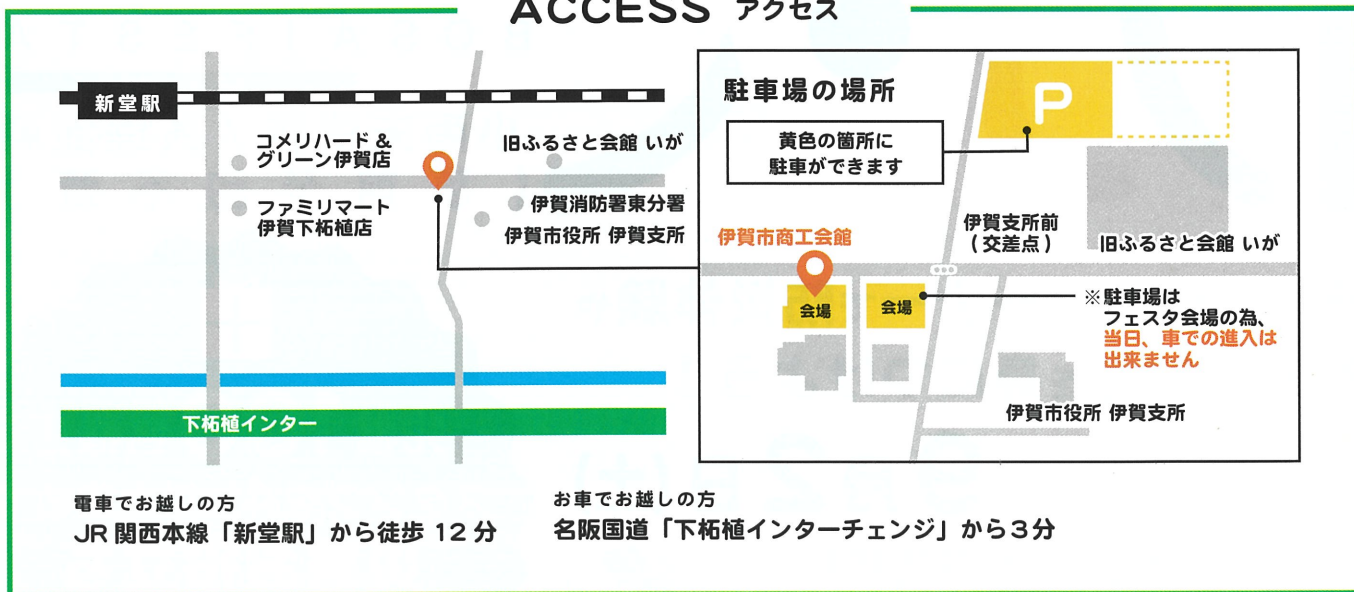 ACCESS アクセス
新堂駅
コメリハード &
グリーン伊賀店
旧ふるさと会館 いが
ファミリマート
伊賀下柘植店
伊賀消防署東分署
伊賀市役所 伊賀支所
下柘植インター
駐車場の場所
黄色の箇所に
駐車ができます
P
伊賀市商工会館
伊賀支所前
(交差点)
旧ふるさと会館 いが
会場
会場
※駐車場は
フェスタ会場の為、
当日、車での進入は
出来ません
伊賀市役所 伊賀支所
電車でお越しの方
JR 関西本線「新堂駅」から徒歩 12 分
お車でお越しの方
名阪国道「下柘植インターチェンジ」から3分